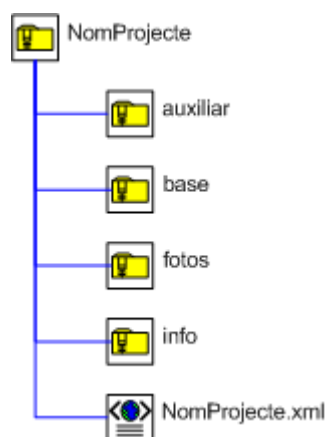 NomProjecte
auxiliar
base
fotos
info
NomProjecte.xml